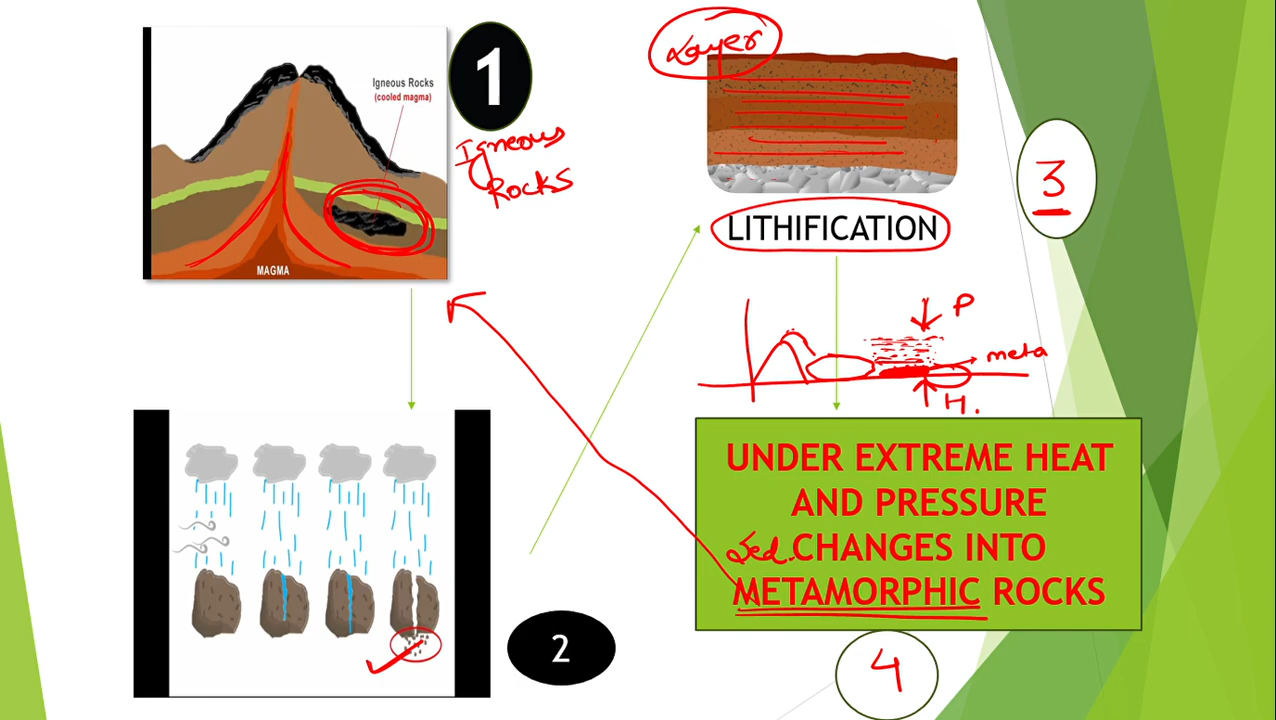 Igneous Rocks
(cooled magma)
MAGMA
1
Igneous
Rocks
2
Layer
LITHIFICATION
3
P
meta
H.
UNDER EXTREME HEAT
AND PRESSURE
Sed. CHANGES INTO
METAMORPHIC ROCKS
4